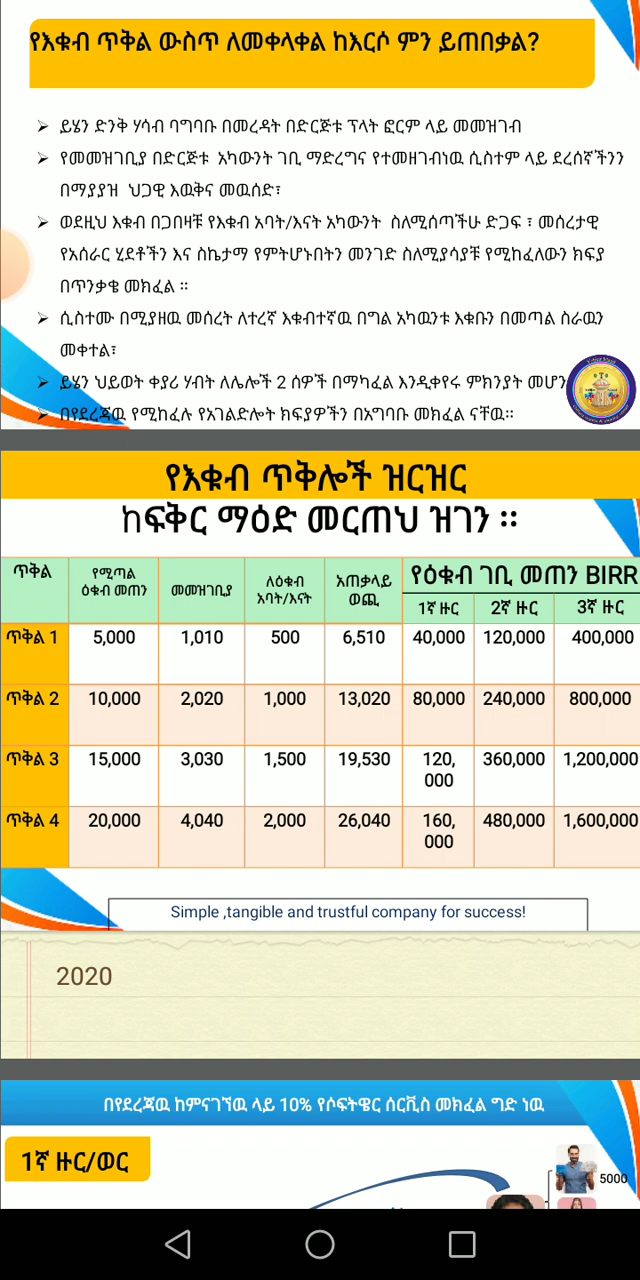 የእቁብ ጥቅል ውስጥ ለመቀላቀል ከእርሶ ምን ይጠበቃል?
➢ ይሄን ድንቅ ሃሳብ ባግባቡ በመረዳት በድርጅቱ ፕላት ፎርም ላይ መመዝገብ
➢ የመመዝገቢያ በድርጅቱ አካውንት ገቢ ማድረግና የተመዘገብነዉ ሲስተም ላይ ደረሰኛችንን
በማያያዝ ህጋዊ እዉቅና መዉሰድ፣
➢ ወደዚህ እቁብ በጋበዛቹ የእቁብ አባት/እናት አካውንት ስለሚሰጣችሁ ድጋፍ ፣ መሰረታዊ
የአሰራር ሂደቶችን እና ስኬታማ የምትሆኑበትን መንገድ ስለሚያሳያቹ የሚከፈለውን ክፍያ
በጥንቃቄ መክፈል ።
➢ ሲስተሙ በሚያዘዉ መሰረት ለተረኛ እቁብተኛዉ በግል አካዉንቱ እቁቡን በመጣል ስራዉን
መቀተል፣
➢ ይሄን ህይወት ቀያሪ ሃብት ለሌሎች 2 ሰዎች በማካፈል እንዲቀየሩ ምክንያት መሆን
➢ በየደረጃዉ የሚከፈሉ የአገልድሎት ክፍያዎችን በአግባቡ መክፈል ናቸዉ።
የእቁብ ጥቅሎች ዝርዝር
ከፍቅር ማዕድ መርጠህ ዝገን ።
ጥቅል የሚጣል ዕቁብ መጠን መመዝገቢያ ለዕቁብ አባት/እናት አጠቃላይ ወጪ የዕቁብ ገቢ መጠን BIRR
1ኛ ዙር 2ኛ ዙር 3ኛ ዙር
ጥቅል 1 5,000 1,010 500 6,510 40,000 120,000 400,000
ጥቅል 2 10,000 2,020 1,000 13,020 80,000 240,000 800,000
ጥቅል 3 15,000 3,030 1,500 19,530 120,000 360,000 1,200,000
ጥቅል 4 20,000 4,040 2,000 26,040 160,000 480,000 1,600,000
Simple ,tangible and trustful company for success!
2020
በየደረጃዉ ከምናገኘዉ ላይ 10% የሶፍትዌር ሰርቪስ መክፈል ግድ ነዉ
1ኛ ዙር/ወር
5000